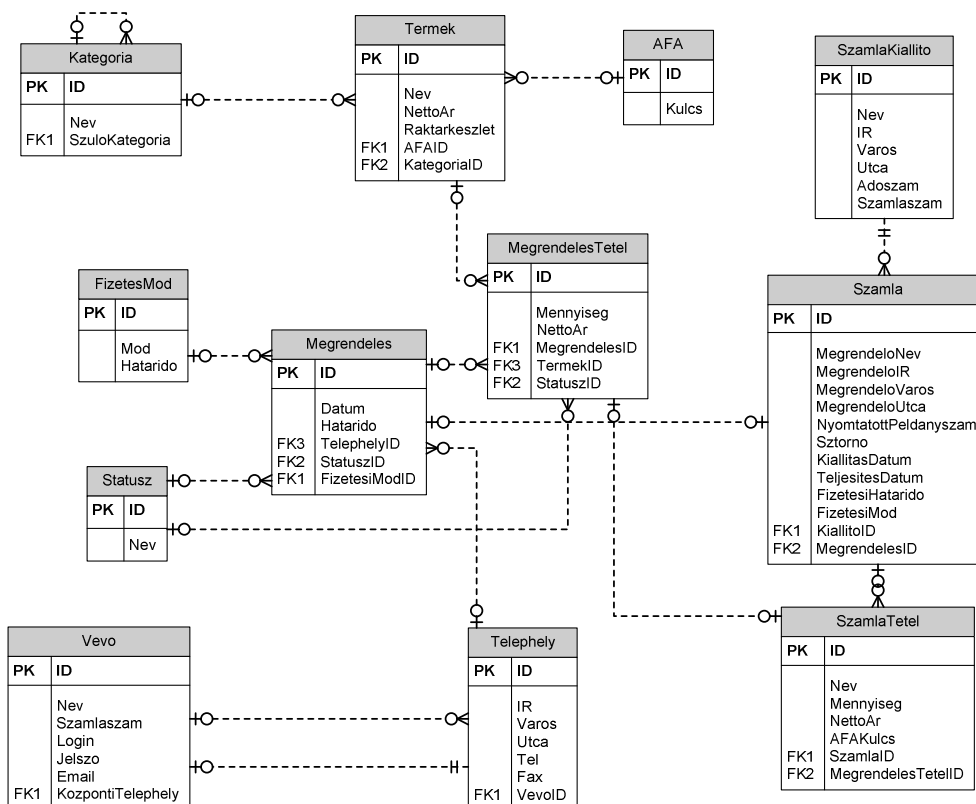 Kategoria
PK ID
Nev
FK1 SzuloKategoria
Termek
PK ID
Nev
NettoAr
Raktarkeszlet
FK1 AFAID
FK2 KategoriaID
AFA
PK ID
Kulcs
SzamlaKiallito
PK ID
Nev
IR
Varos
Utca
Adoszam
Szamlaszam
MegrendelesTetel
PK ID
Mennyiseg
NettoAr
FK1 MegrendelesID
FK3 TermekID
FK2 StatuszID
FizetesMod
PK ID
Mod
Hatarido
Megrendeles
PK ID
Datum
Hatarido
FK3 TelephelyID
FK2 StatuszID
FK1 FizetesiModID
Szamla
PK ID
MegrendeloNev
MegrendeloIR
MegrendeloVaros
MegrendeloUtca
NyomtatottPeldanyszam
Sztorno
KiallitasDatum
TeljesitesDatum
FizetesiHatarido
FizetesiMod
FK1 KiallitoID
FK2 MegrendelesID
Statusz
PK ID
Nev
Vevo
PK ID
Nev
Szamlaszam
Login
Jelszo
Email
FK1 KozpontiTelephely
Telephely
PK ID
IR
Varos
Utca
Tel
Fax
FK1 VevoID
SzamlaTetel
PK ID
Nev
Mennyiseg
NettoAr
AFAKulcs
FK1 SzamlaID
FK2 MegrendelesTetelID